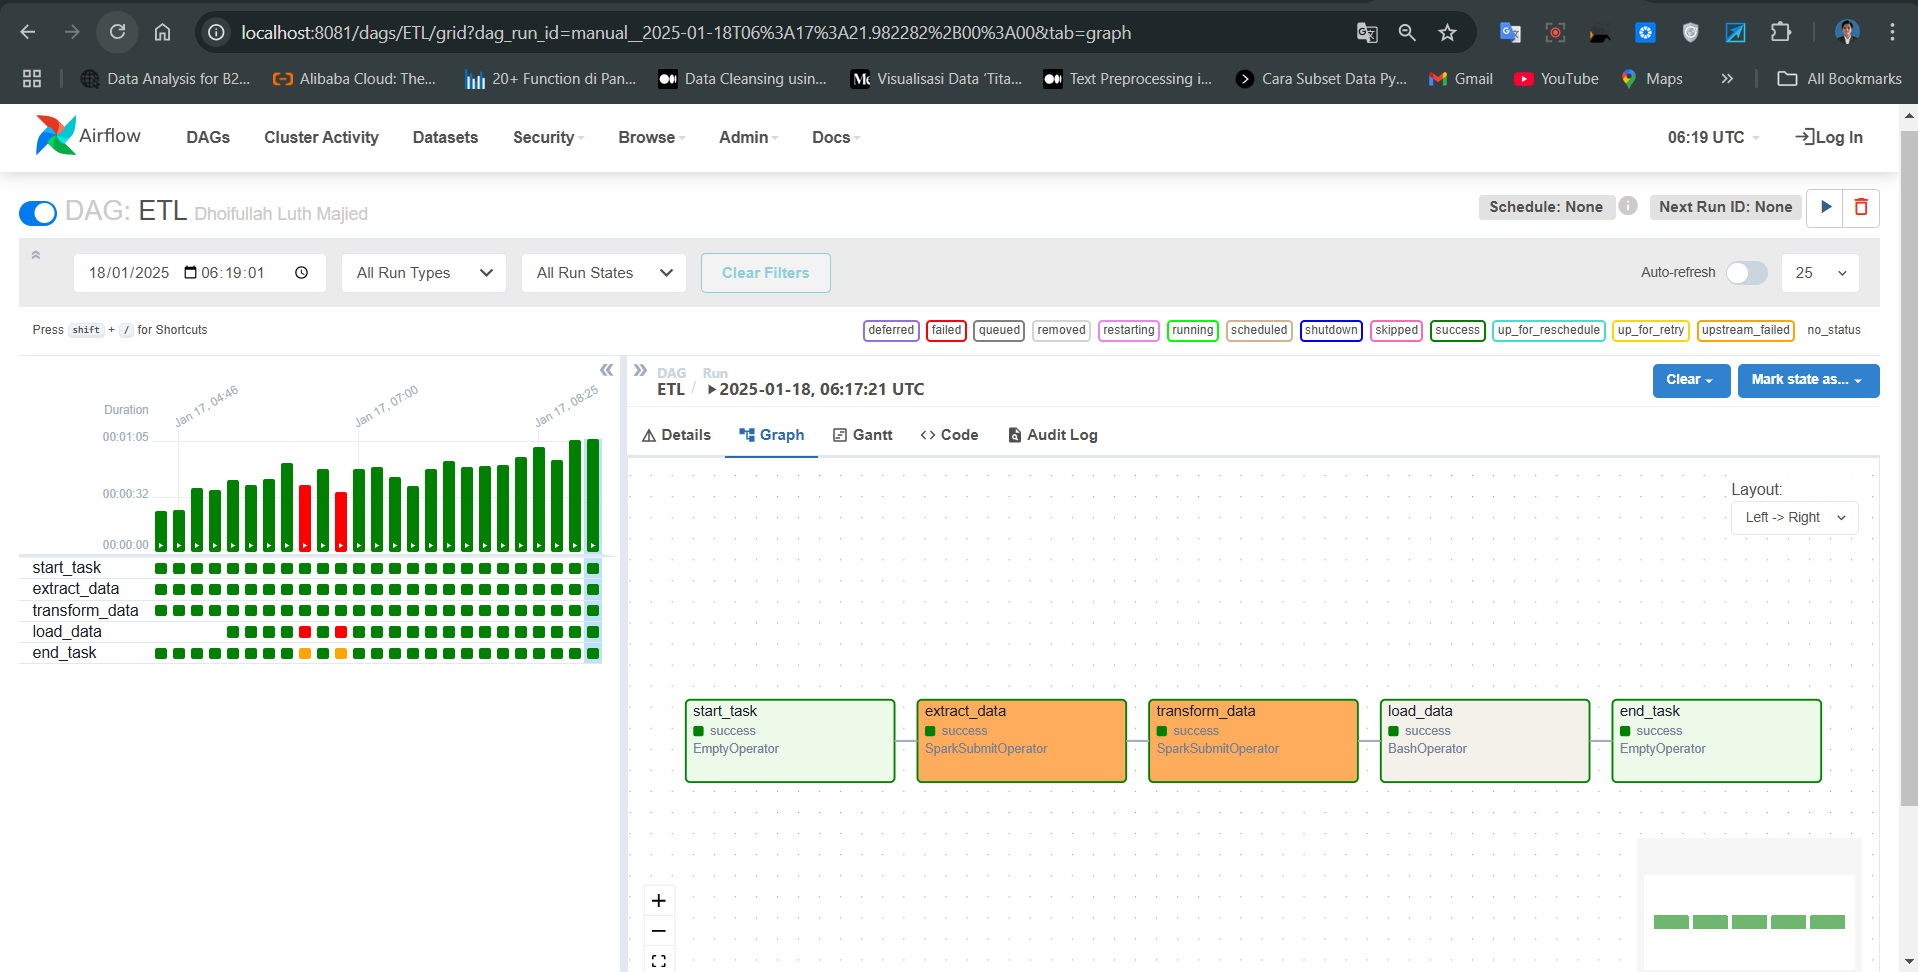 localhost:8081/dags/ETL/grid?dag_run_id=manual__2025-01-18T06%3A17%3A21.982282%2B00%3A00&tab=graph
Data Analysis for B2... Alibaba Cloud: The... 20+ Function di Pan... Data Cleansing usin... Visualisasi Data ‘Tita... Text Preprocessing i... Cara Subset Data Py... Gmail YouTube Maps All Bookmarks
Airflow DAGs Cluster Activity Datasets Security Browse Admin Docs 06:19 UTC Log In
DAG: ETL Dhoifullah Luth Majied Schedule: None Next Run ID: None
18/01/2025 06:19:01 All Run Types All Run States Clear Filters Auto-refresh 25
Press shift + / for Shortcuts deferred failed queued removed restarting running scheduled shutdown skipped success up_for_reschedule up_for_retry upstream_failed no_status
Duration
Jan 17, 04:46
Jan 17, 07:00
Jan 17, 08:25
00:01:05
00:00:32
00:00:00
start_task
extract_data
transform_data
load_data
end_task
DAG Run
ETL / 2025-01-18, 06:17:21 UTC
Clear Mark state as...
Details Graph Gantt Code Audit Log
Layout:
Left -> Right
start_task
success
EmptyOperator
extract_data
success
SparkSubmitOperator
transform_data
success
SparkSubmitOperator
load_data
success
BashOperator
end_task
success
EmptyOperator